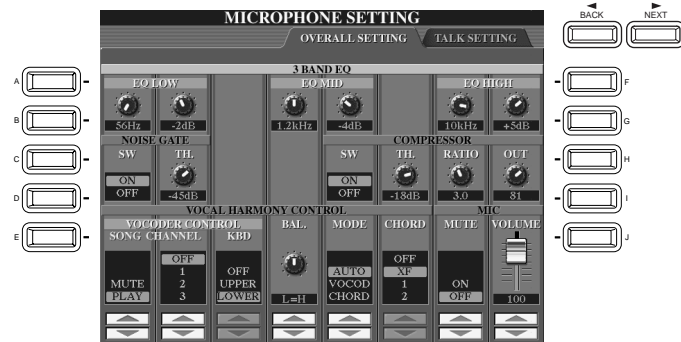 MICROPHONE SETTING
BACK NEXT
OVERALL SETTING TALK SETTING
3 BAND EQ
A F
EQ LOW EQ MID EQ HIGH
56Hz -2dB 1.2kHz -4dB 10kHz +5dB
B G
NOISE GATE COMPRESSOR
SW TH. SW TH. RATIO OUT
C H
ON ON
OFF -45dB OFF -18dB 3.0 81
D I
VOCAL HARMONY CONTROL MIC
VOCODER CONTROL BAL. MODE CHORD MUTE VOLUME
SONG CHANNEL KBD
E J
OFF OFF
1 OFF AUTO XF
MUTE 2 UPPER VOCOD 1 ON
PLAY 3 LOWER L=H CHORD 2 OFF 100